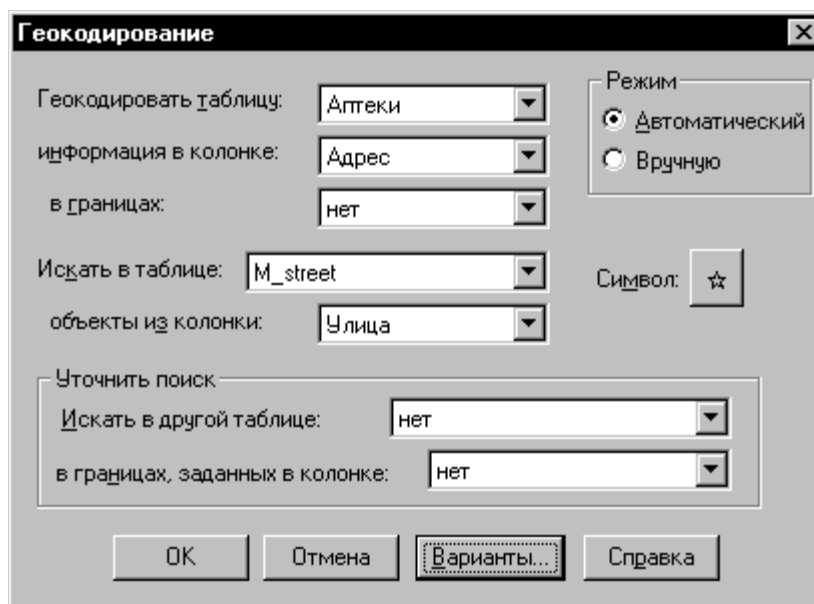 Геокодирование
Геокодировать таблицу: Аптеки
информация в колонке: Адрес
в границах: нет
Режим
Автоматический
Вручную
Искать в таблице: M_street
объекты из колонки: Улица
Символ:
Уточнить поиск
Искать в другой таблице: нет
в границах, заданных в колонке: нет
OK Отмена Варианты... Справка